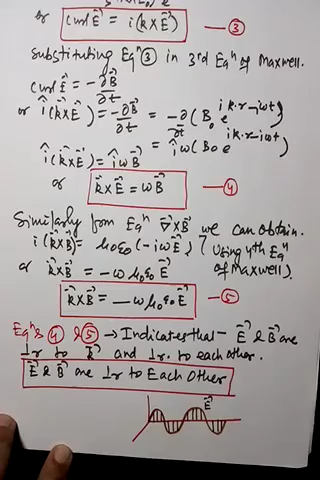 or curl E⃗ = i(k⃗ × E⃗) — ③
Substituting Eqⁿ ③ in 3rd Eqⁿ of Maxwell.
curl E⃗ = -∂B⃗/∂t
or i(k⃗×E⃗) = -∂B⃗/∂t = -∂/∂t (B₀ e^{ik.r-iωt})
= iω(B₀ e^{ik.r-iωt})
i(k⃗×E⃗) = iωB⃗
or k⃗×E⃗ = ωB⃗ — ④
Similarly from Eqⁿ ∇⃗×B⃗ we can obtain.
i(k⃗×B⃗) = μ₀ε₀(-iωE⃗) (Using 4th Eqⁿ of Maxwell).
or k⃗×B⃗ = -ωμ₀ε₀E⃗
k⃗×B⃗ = -ωμ₀ε₀E⃗ — ⑤
Eqⁿs ④ & ⑤ → Indicates that - E⃗ & B⃗ are
⊥r to k⃗ and ⊥r to each other.
E⃗ & B⃗ are ⊥r to Each Other
E⃗